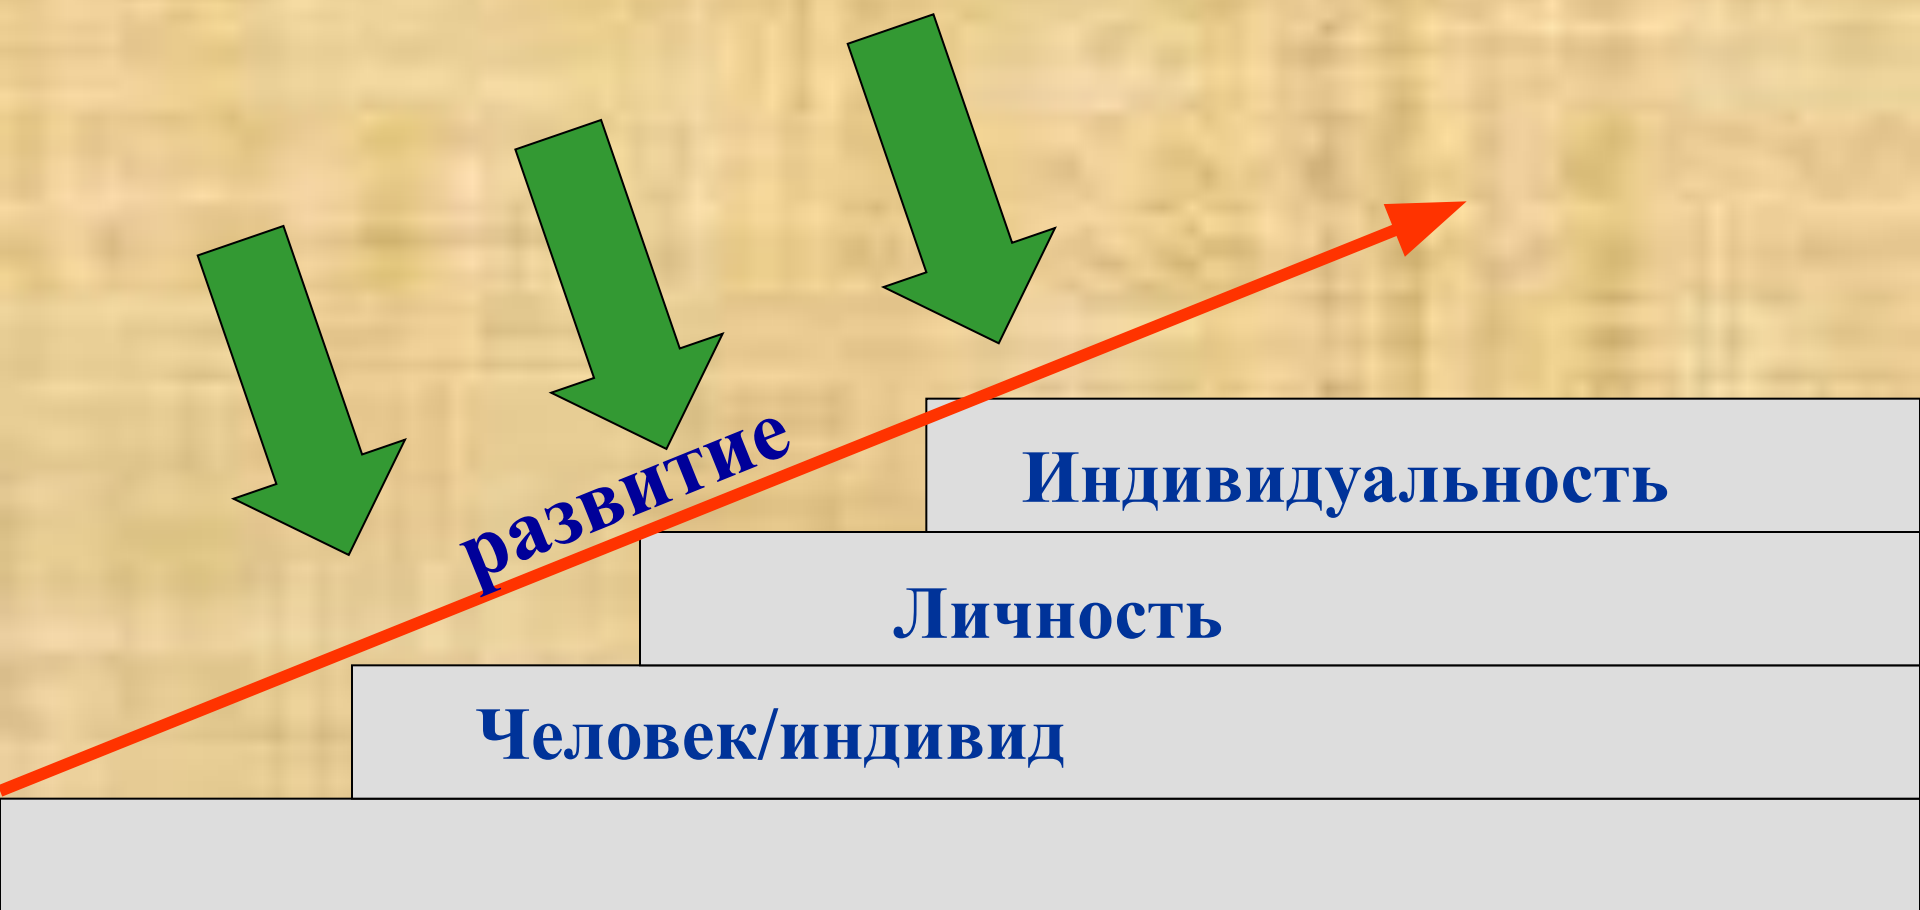 развитие
Индивидуальность
Личность
Человек/индивид